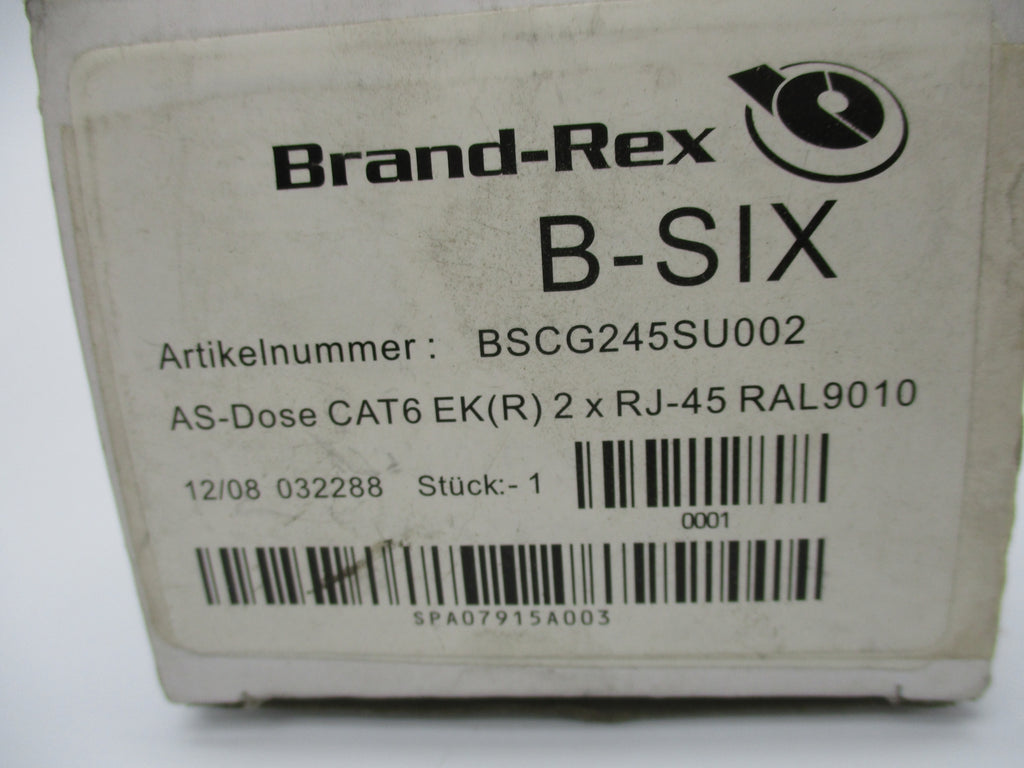 Brand-Rex
B-SIX
Artikelnummer : BSCG245SU002
AS-Dose CAT6 EK(R) 2 x RJ-45 RAL9010
12/08 032288 Stück:- 1
0001
SPA07915A003